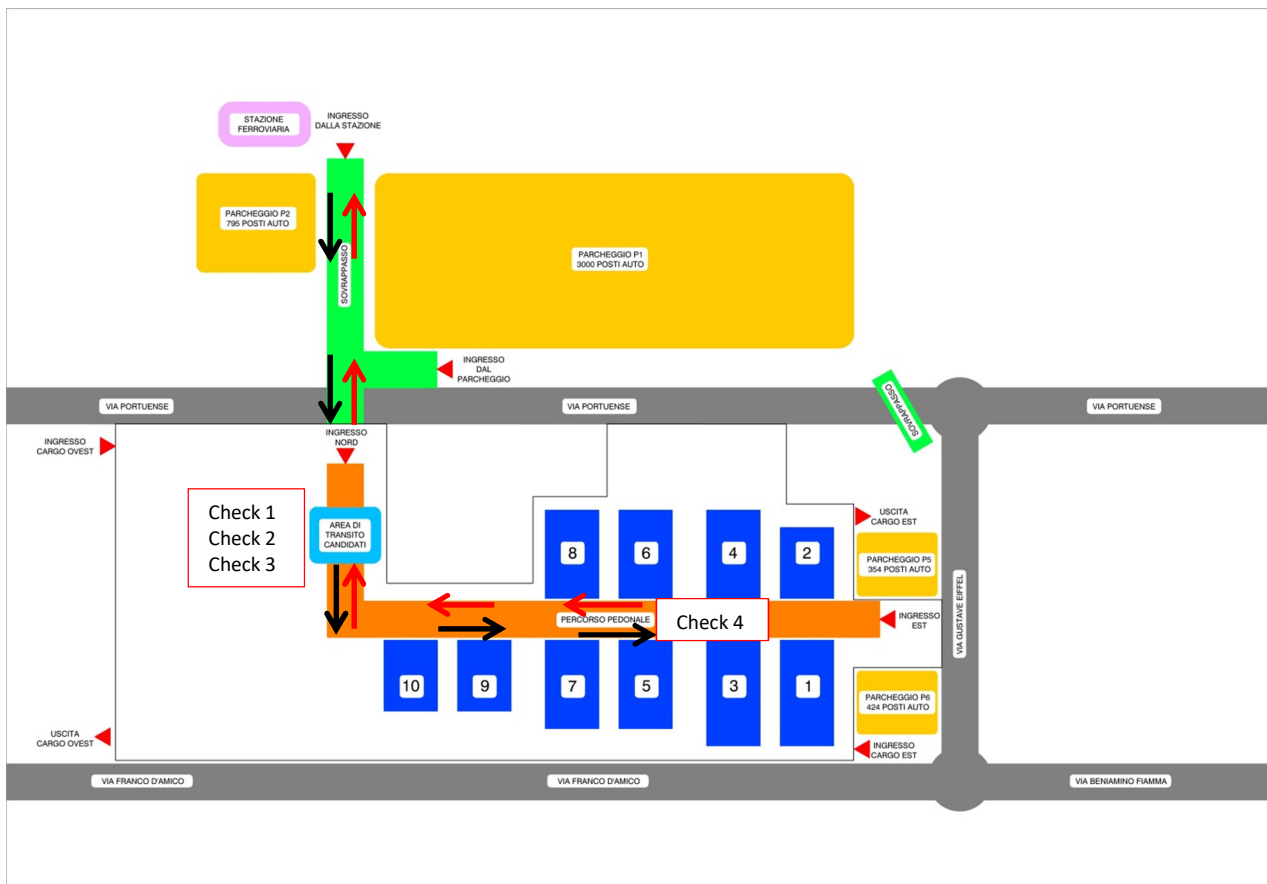 STAZIONE
FERROVIARIA
INGRESSO
DALLA STAZIONE
PARCHEGGIO P2
795 POSTI AUTO
SOVRAPPASSO
PARCHEGGIO P1
3000 POSTI AUTO
INGRESSO
DAL
PARCHEGGIO
SOVRAPPASSO
VIA PORTUENSE
VIA PORTUENSE
VIA PORTUENSE
INGRESSO
CARGO OVEST
INGRESSO
NORD
Check 1
Check 2
Check 3
AREA DI
TRANSITO
CANDIDATI
8
6
4
2
USCITA
CARGO EST
PARCHEGGIO P5
354 POSTI AUTO
PERCORSO PEDONALE
Check 4
INGRESSO
EST
VIA GUSTAVE EIFFEL
10
9
7
5
3
1
PARCHEGGIO P6
424 POSTI AUTO
USCITA
CARGO OVEST
INGRESSO
CARGO EST
VIA FRANCO D'AMICO
VIA FRANCO D'AMICO
VIA BENIAMINO FIAMMA